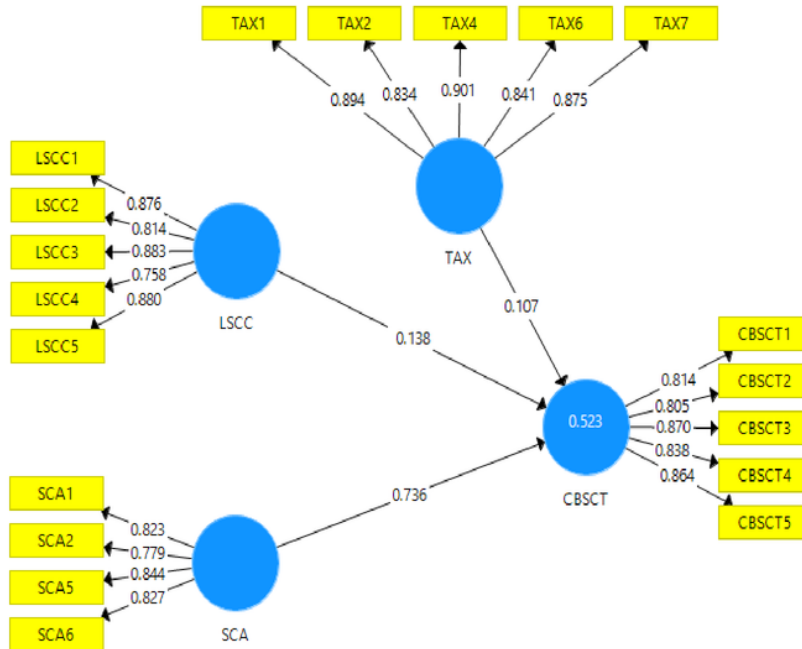 TAX1 TAX2 TAX4 TAX6 TAX7
0.894 0.834 0.901 0.841 0.875
TAX
LSCC1
LSCC2
LSCC3
LSCC4
LSCC5
0.876
0.814
0.883
0.758
0.880
LSCC
0.107
0.138
CBSCT1
CBSCT2
CBSCT3
CBSCT4
CBSCT5
0.814
0.805
0.870
0.838
0.864
0.523
CBSCT
0.736
SCA1
SCA2
SCA5
SCA6
0.823
0.779
0.844
0.827
SCA